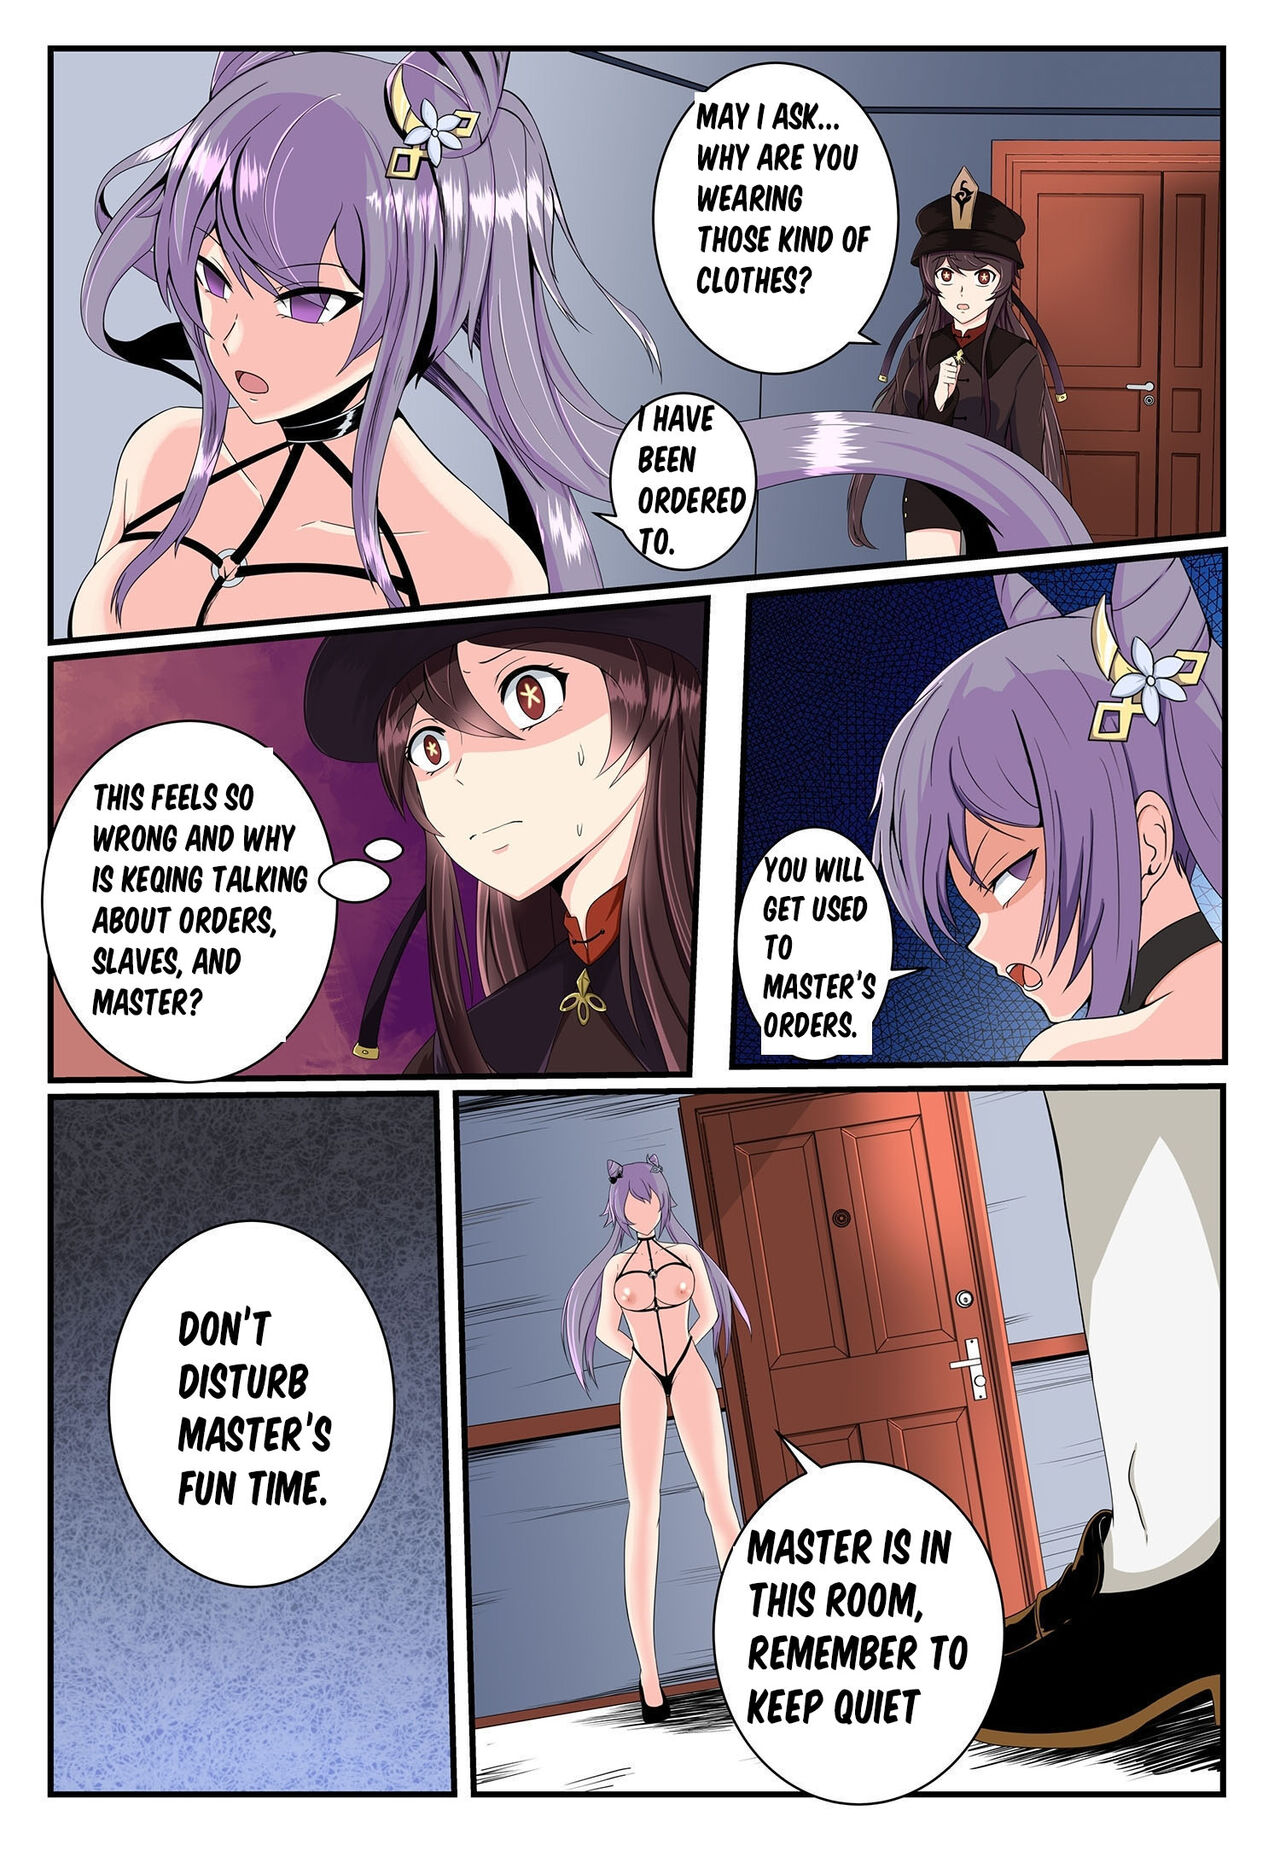 MAY I ASK...
WHY ARE YOU
WEARING
THOSE KIND OF
CLOTHES?
I HAVE
BEEN
ORDERED
TO.
THIS FEELS SO
WRONG AND WHY
IS KEQING TALKING
ABOUT ORDERS,
SLAVES, AND
MASTER?
YOU WILL
GET USED
TO
MASTER'S
ORDERS.
DON'T
DISTURB
MASTER'S
FUN TIME.
MASTER IS IN
THIS ROOM,
REMEMBER TO
KEEP QUIET